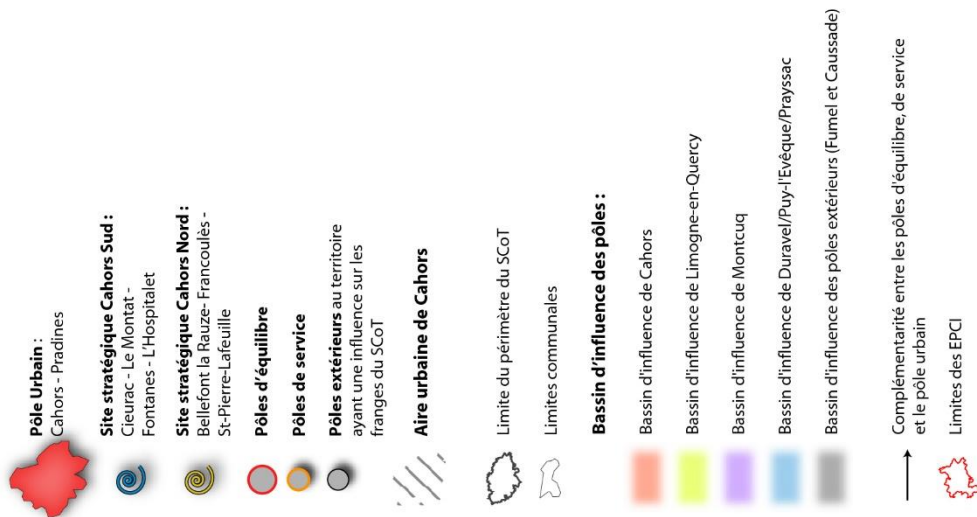 Pôle Urbain :
Cahors - Pradines
Site stratégique Cahors Sud :
Cieurac - Le Montat -
Fontanes - L'Hospitalet
Site stratégique Cahors Nord :
Bellefont la Rauze- Francoulès -
St-Pierre-Lafeuille
Pôles d'équilibre
Pôles de service
Pôles extérieurs au territoire
ayant une influence sur les
franges du SCoT
Aire urbaine de Cahors
Limite du périmètre du SCoT
Limites communales
Bassin d'influence des pôles :
Bassin d'influence de Cahors
Bassin d'influence de Limogne-en-Quercy
Bassin d'influence de Montcuq
Bassin d'influence de Duravel/Puy-l'Evêque/Prayssac
Bassin d'influence des pôles extérieurs (Fumel et Caussade)
Complémentarité entre les pôles d'équilibre, de service
et le pôle urbain
Limites des EPCI